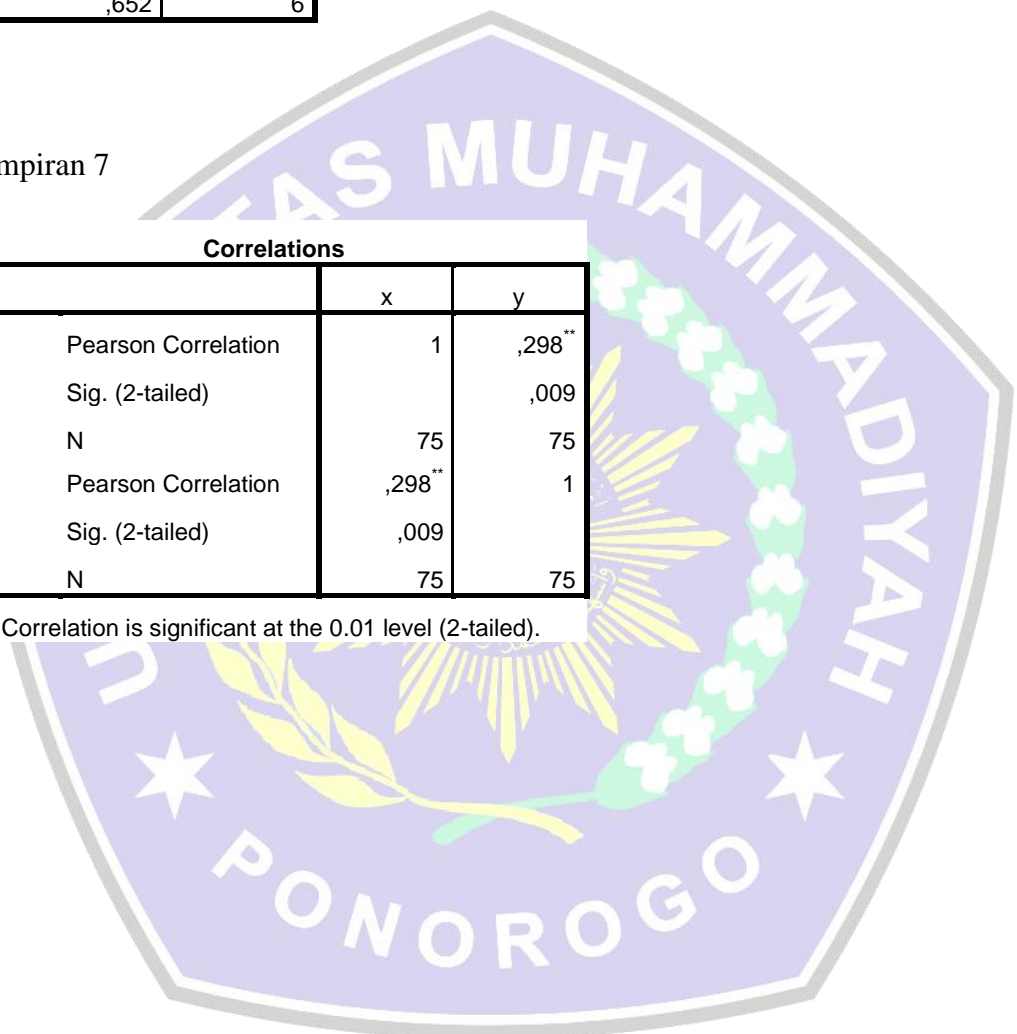 ,652 6
mpiran 7
Correlations
x y
Pearson Correlation 1 ,298**
Sig. (2-tailed) ,009
N 75 75
Pearson Correlation ,298** 1
Sig. (2-tailed) ,009
N 75 75
Correlation is significant at the 0.01 level (2-tailed).
U TAS MUHAMMADIYAH
PONOROGO